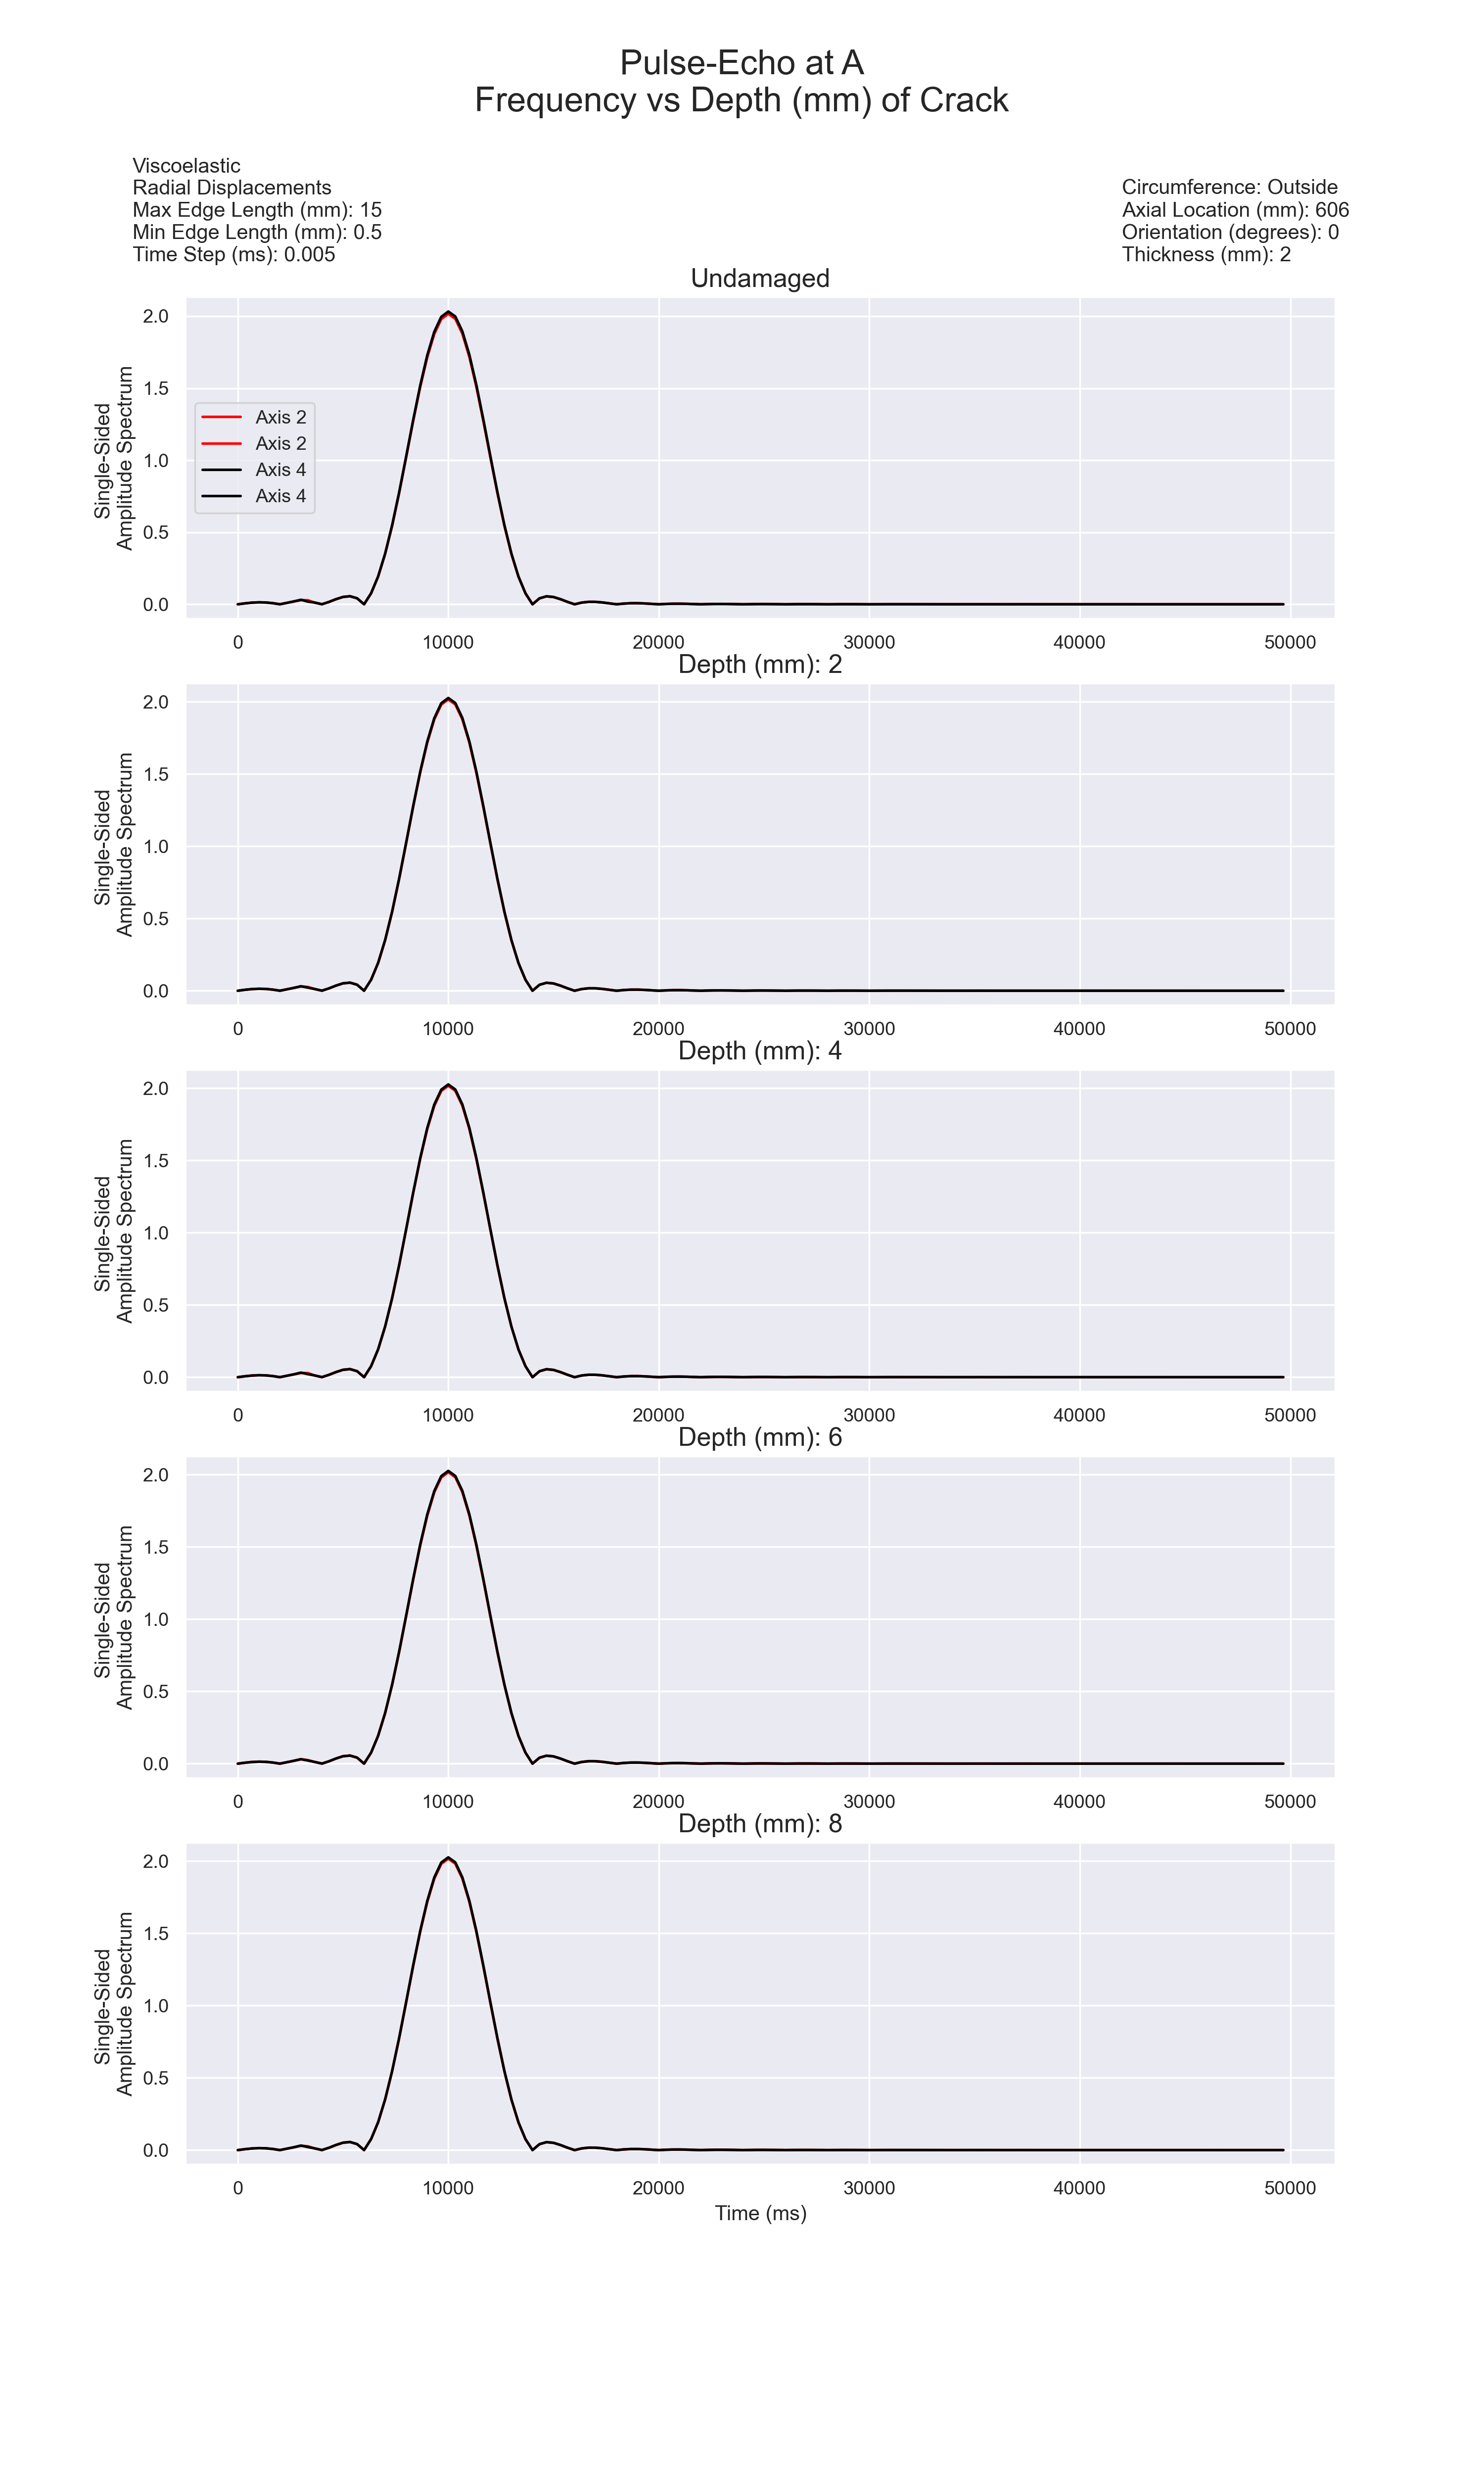 Pulse-Echo at A
Frequency vs Depth (mm) of Crack
Viscoelastic
Radial Displacements
Max Edge Length (mm): 15
Min Edge Length (mm): 0.5
Time Step (ms): 0.005
Circumference: Outside
Axial Location (mm): 606
Orientation (degrees): 0
Thickness (mm): 2
Undamaged
Single-Sided
Amplitude Spectrum
2.0
1.5
1.0
0.5
0.0
Axis 2
Axis 2
Axis 4
Axis 4
0 10000 20000 30000 40000 50000
Depth (mm): 2
Single-Sided
Amplitude Spectrum
2.0
1.5
1.0
0.5
0.0
0 10000 20000 30000 40000 50000
Depth (mm): 4
Single-Sided
Amplitude Spectrum
2.0
1.5
1.0
0.5
0.0
0 10000 20000 30000 40000 50000
Depth (mm): 6
Single-Sided
Amplitude Spectrum
2.0
1.5
1.0
0.5
0.0
0 10000 20000 30000 40000 50000
Depth (mm): 8
Single-Sided
Amplitude Spectrum
2.0
1.5
1.0
0.5
0.0
0 10000 20000 30000 40000 50000
Time (ms)